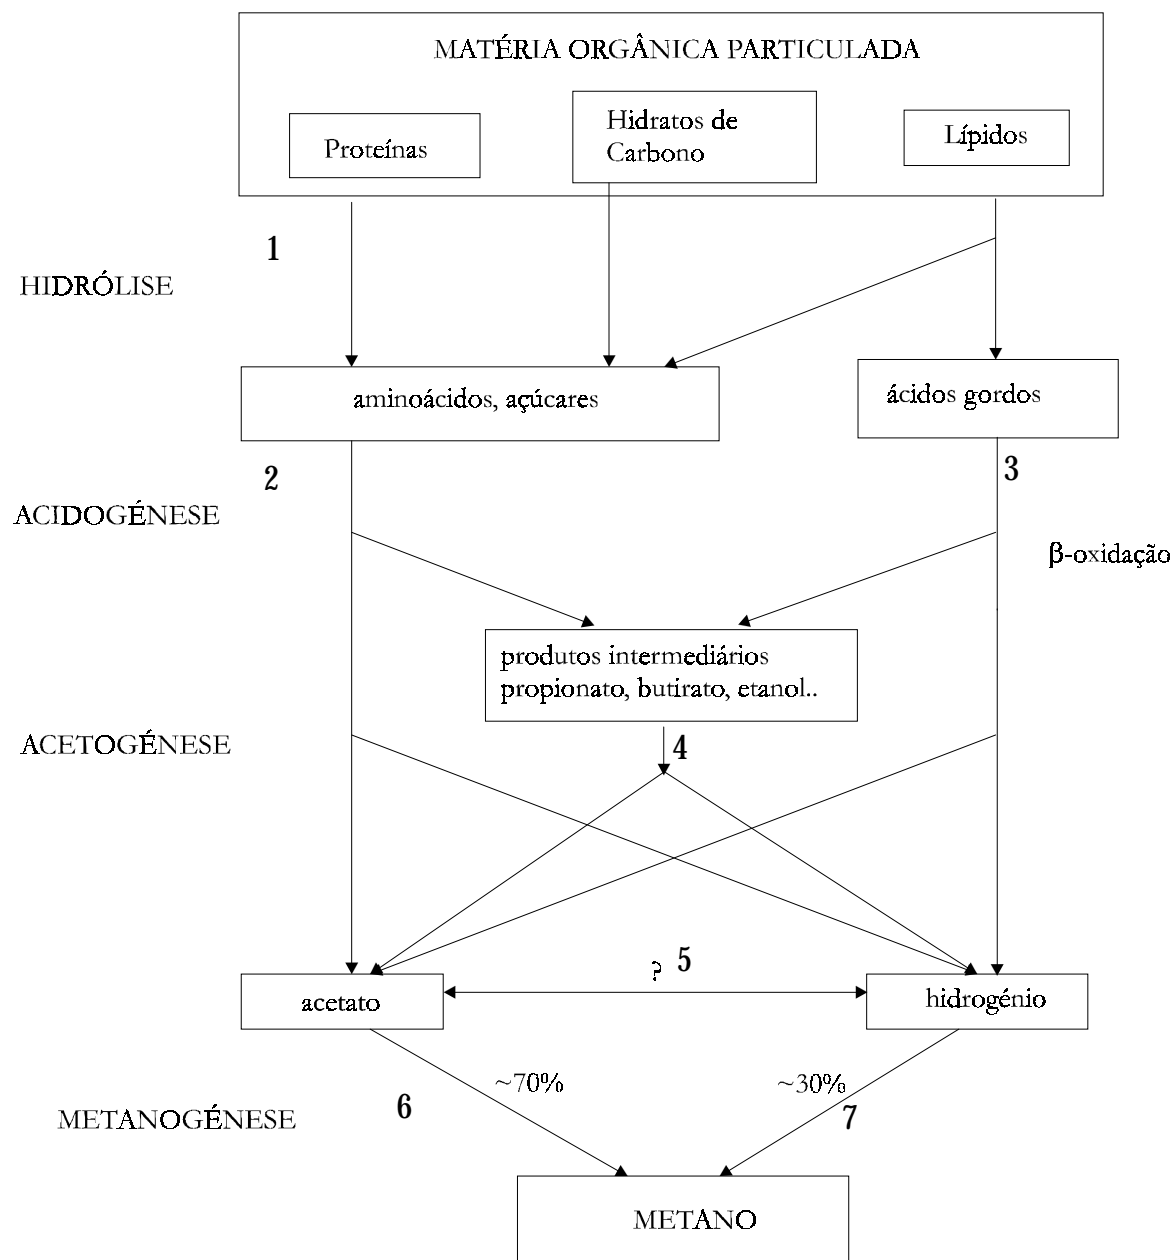 MATÉRIA ORGÂNICA PARTICULADA
Proteínas
Hidratos de
Carbono
Lípidos
1
HIDRÓLISE
aminoácidos, açúcares
ácidos gordos
2
3
ACIDOGÉNESE
β-oxidação
produtos intermediários
propionato, butirato, etanol..
ACETOGÉNESE
4
? 5
acetato
hidrogénio
~70%
~30%
6
7
METANOGÉNESE
METANO